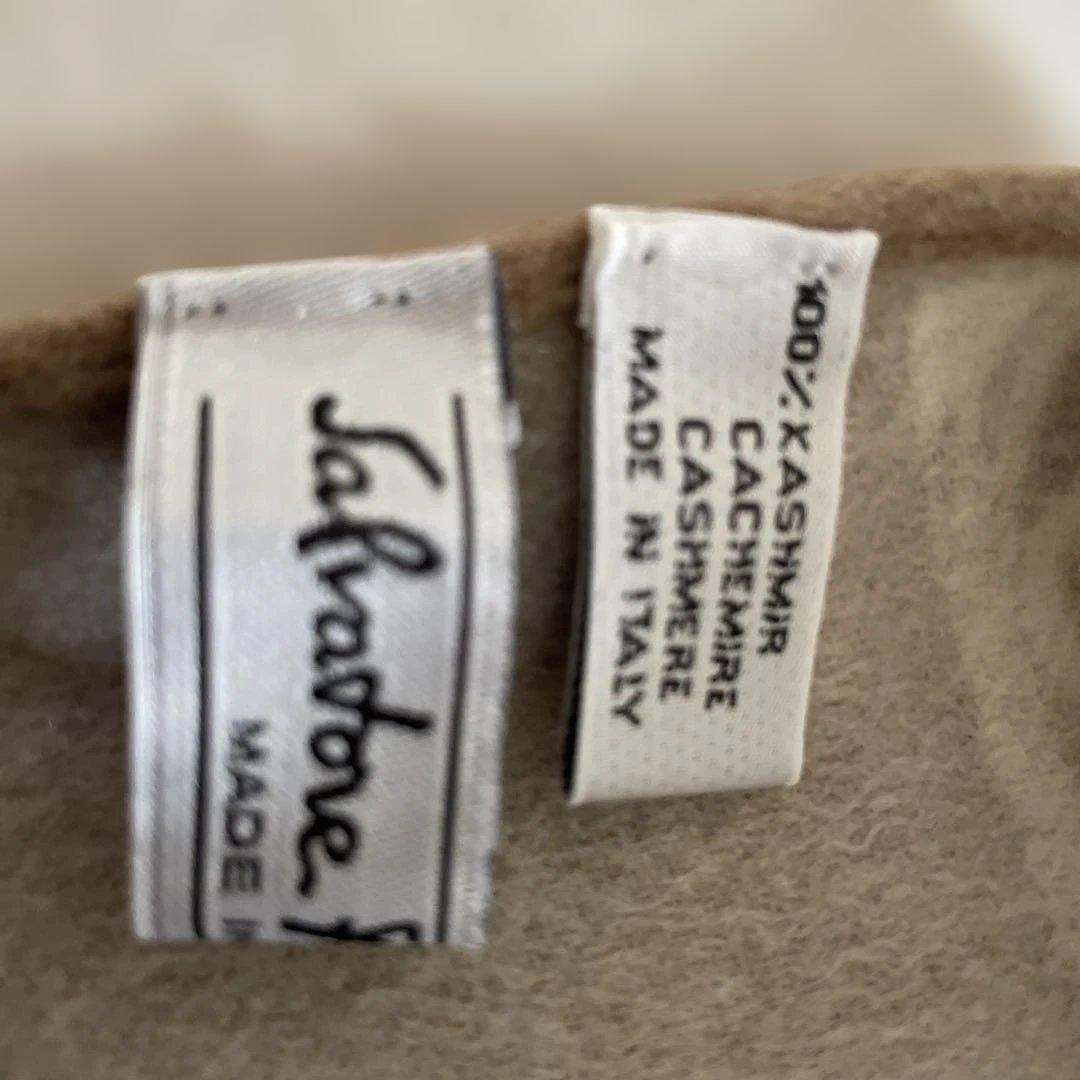 Salvatore
MADE
100% KASHMIR
CACHEMIRE
CASHMERE
MADE IN ITALY